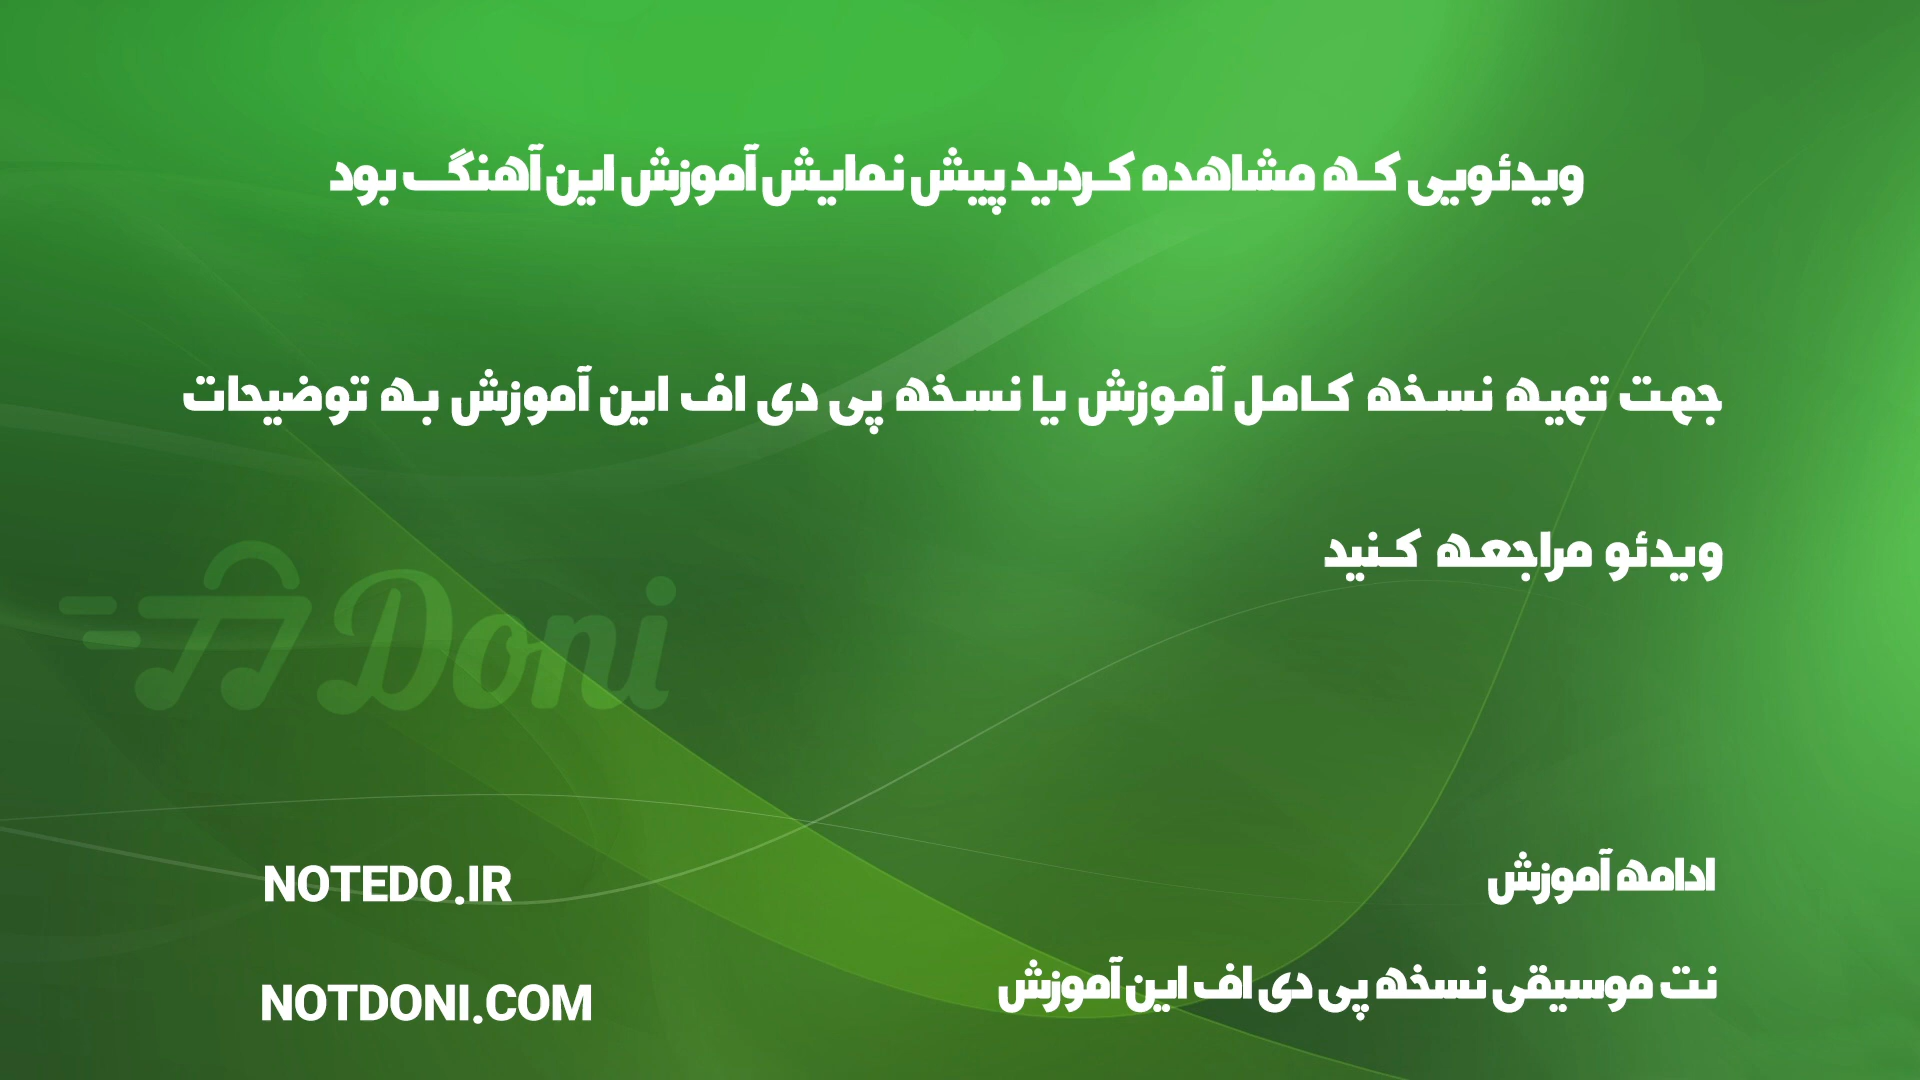 ویدئویی که مشاهده کردید پیش نمایش آموزش این آهنگ بود
جهت تهیه نسخه کامل آموزش یا نسخه پی دی اف این آموزش به توضیحات
ویدئو مراجعه کنید
Doni
ادامه آموزش
NOTEDO.IR
نت موسیقی نسخه پی دی اف این آموزش
NOTDONI.COM